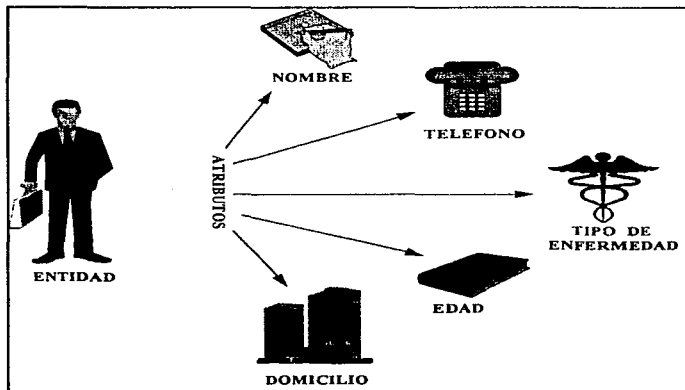 NOMBRE
TELEFONO
ATRIBUTOS
TIPO DE
ENFERMEDAD
ENTIDAD
EDAD
DOMICILIO